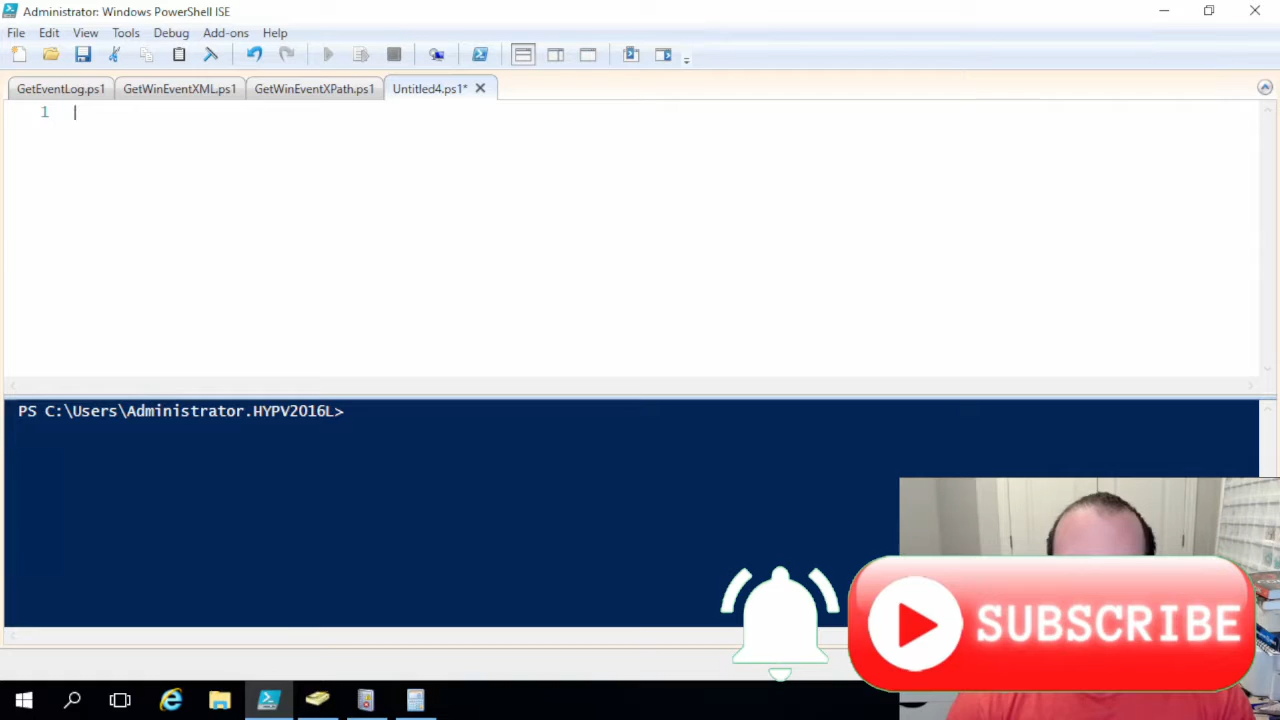 Administrator: Windows PowerShell ISE
File Edit View Tools Debug Add-ons Help
GetEventLog.ps1 GetWinEventXML.ps1 GetWinEventXPath.ps1 Untitled4.ps1*
1
PS C:\Users\Administrator.HYPV2016L>
SUBSCRIBE